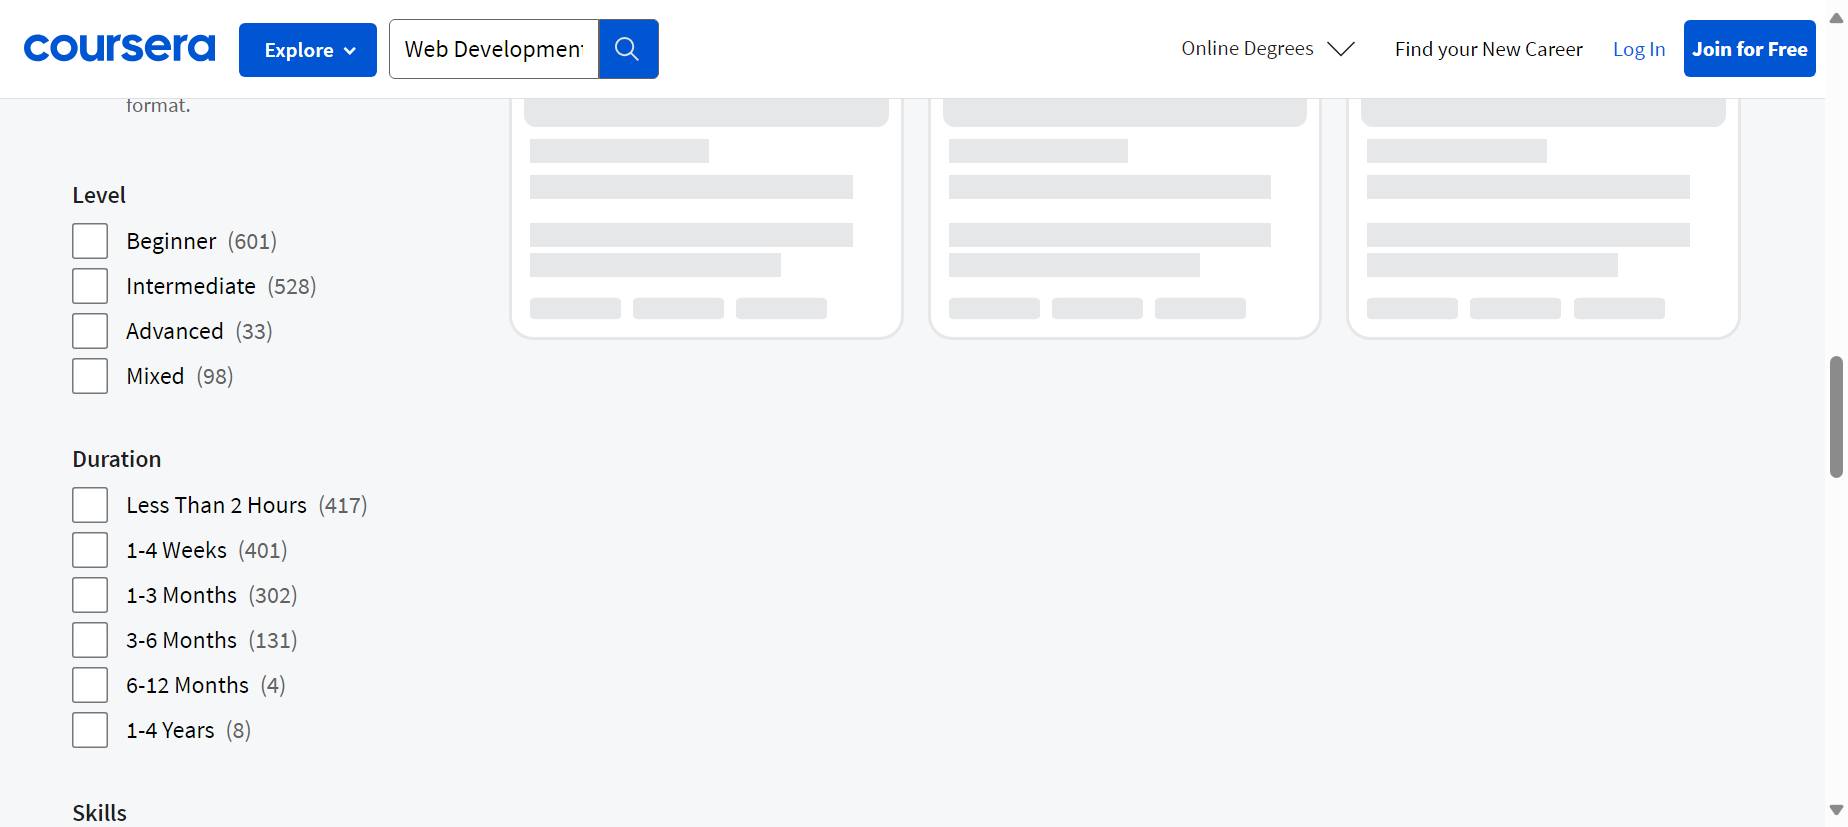 coursera
Explore
Web Development
Online Degrees
Find your New Career
Log In
Join for Free
format.
Level
Beginner (601)
Intermediate (528)
Advanced (33)
Mixed (98)
Duration
Less Than 2 Hours (417)
1-4 Weeks (401)
1-3 Months (302)
3-6 Months (131)
6-12 Months (4)
1-4 Years (8)
Skills